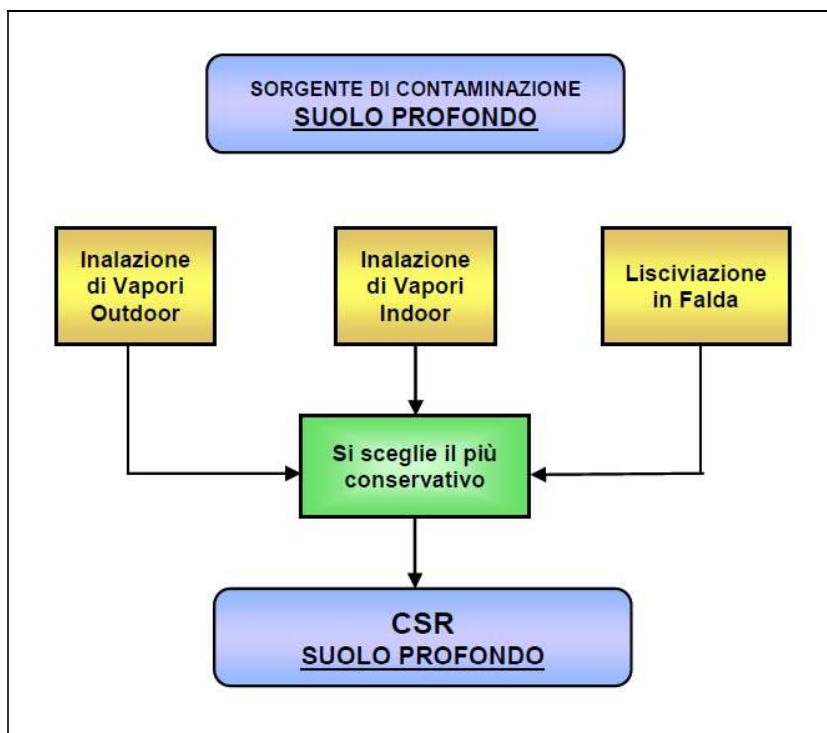 SORGENTE DI CONTAMINAZIONE
SUOLO PROFONDO
Inalazione
di Vapori
Outdoor
Inalazione
di Vapori
Indoor
Lisciviazione
in Falda
Si sceglie il più
conservativo
CSR
SUOLO PROFONDO